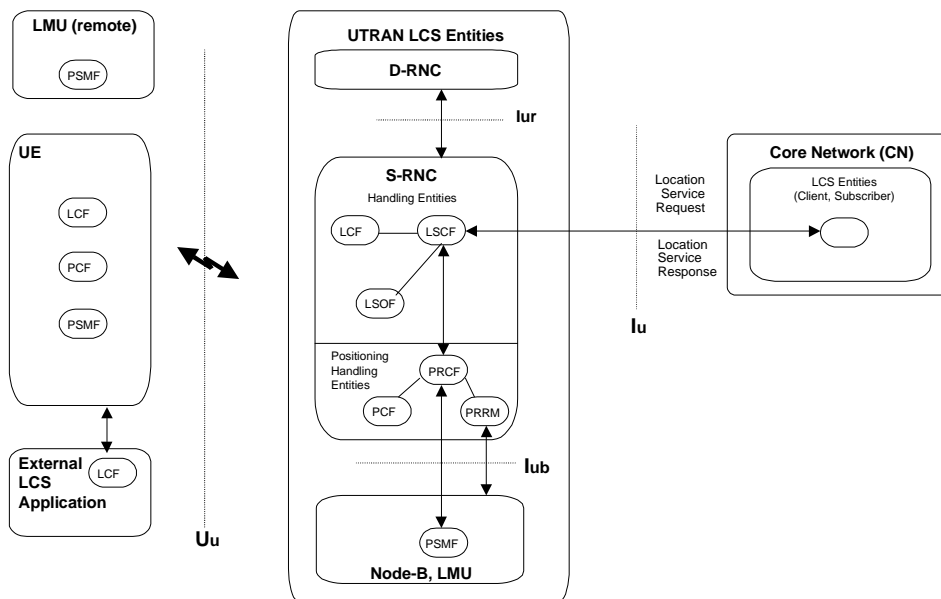 LMU (remote)
PSMF
UE
LCF
PCF
PSMF
External
LCS
Application
LCF
Uu
UTRAN LCS Entities
D-RNC
Iur
S-RNC
Handling Entities
LCF
LSCF
LSOF
Positioning
Handling
Entities
PRCF
PCF
PRRM
Iub
PSMF
Node-B, LMU
Location
Service
Request
Location
Service
Response
Iu
Core Network (CN)
LCS Entities
(Client, Subscriber)